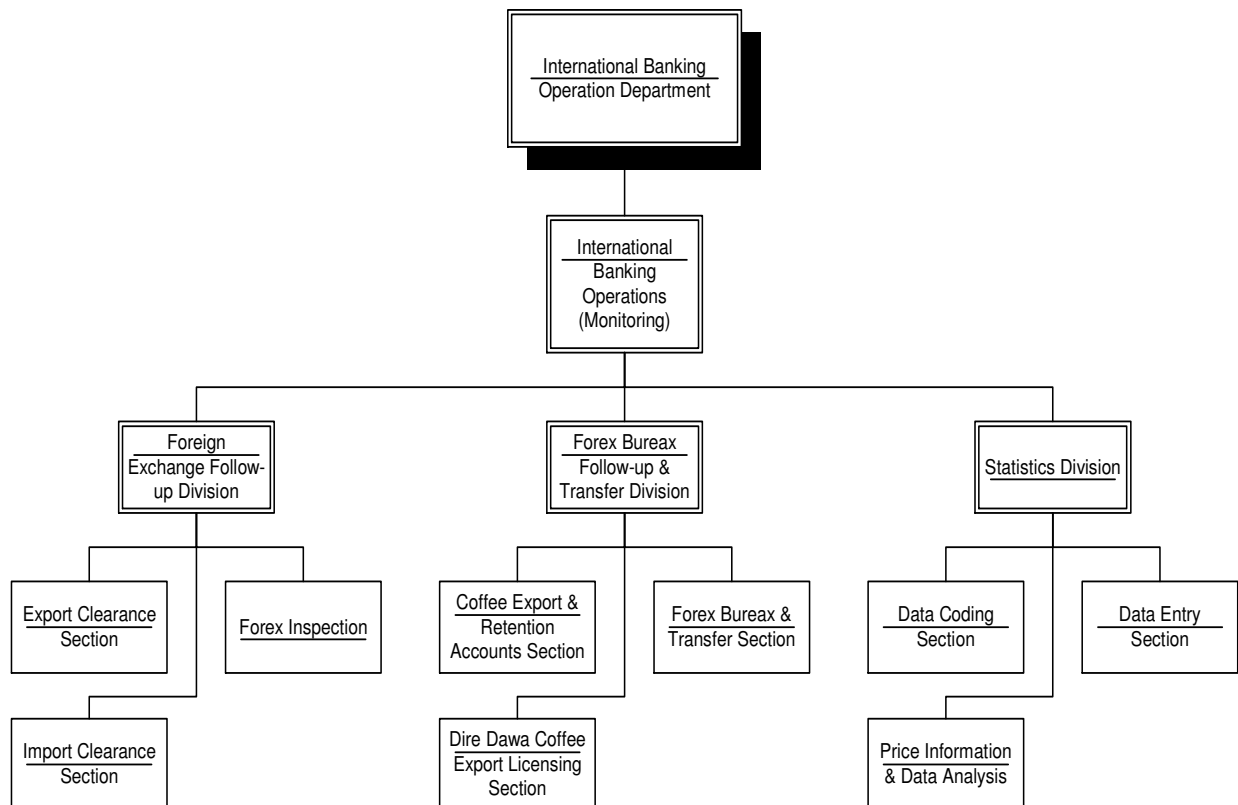 International Banking
Operation Department
International
Banking
Operations
(Monitoring)
Foreign
Exchange Follow-
up Division
Forex Bureax
Follow-up &
Transfer Division
Statistics Division
Export Clearance
Section
Forex Inspection
Coffee Export &
Retention
Accounts Section
Forex Bureax &
Transfer Section
Data Coding
Section
Data Entry
Section
Import Clearance
Section
Dire Dawa Coffee
Export Licensing
Section
Price Information
& Data Analysis